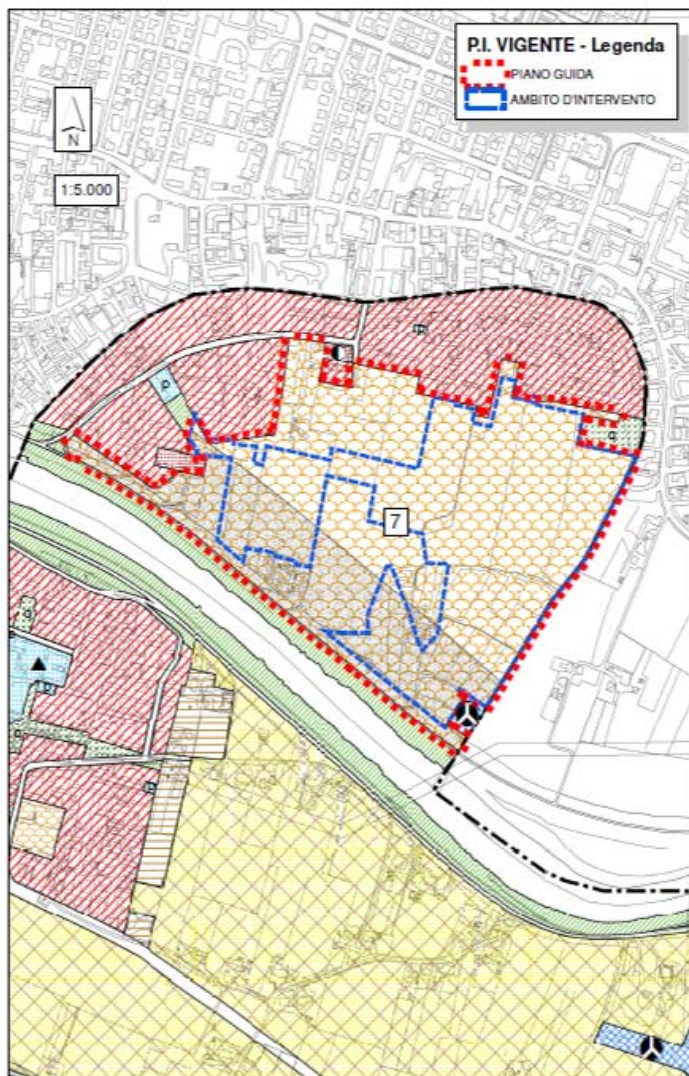 P.I. VIGENTE - Legenda
PIANO GUIDA
AMBITO D'INTERVENTO
N
1:5.000
7